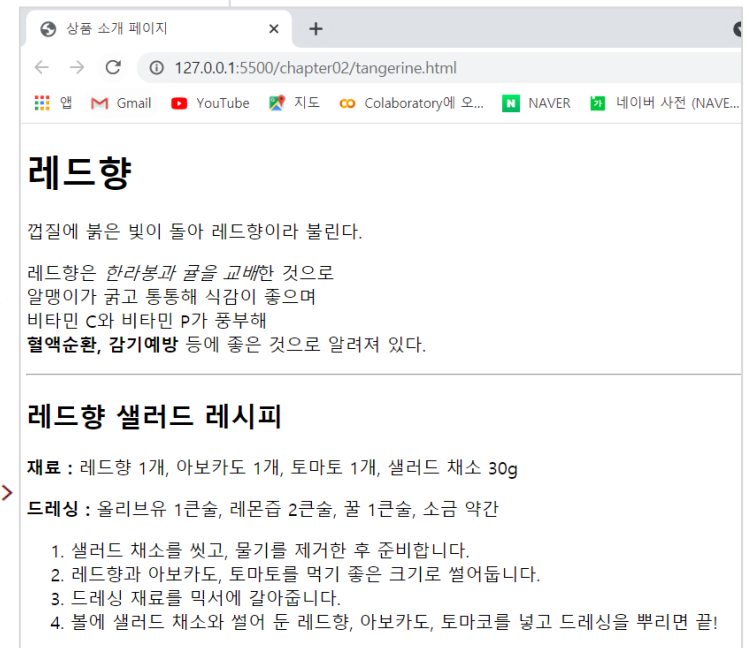 상품 소개 페이지
127.0.0.1:5500/chapter02/tangerine.html
앱 Gmail YouTube 지도 Colaboratory에 오... NAVER 네이버 사전 (NAVE...
레드향
껍질에 붉은 빛이 돌아 레드향이라 불린다.
레드향은 한라봉과 귤을 교배한 것으로
알맹이가 굵고 통통해 식감이 좋으며
비타민 C와 비타민 P가 풍부해
혈액순환, 감기예방 등에 좋은 것으로 알려져 있다.
레드향 샐러드 레시피
재료 : 레드향 1개, 아보카도 1개, 토마토 1개, 샐러드 채소 30g
드레싱 : 올리브유 1큰술, 레몬즙 2큰술, 꿀 1큰술, 소금 약간
1. 샐러드 채소를 씻고, 물기를 제거한 후 준비합니다.
2. 레드향과 아보카도, 토마토를 먹기 좋은 크기로 썰어둡니다.
3. 드레싱 재료를 믹서에 갈아줍니다.
4. 볼에 샐러드 채소와 썰어 둔 레드향, 아보카도, 토마코를 넣고 드레싱을 뿌리면 끝!